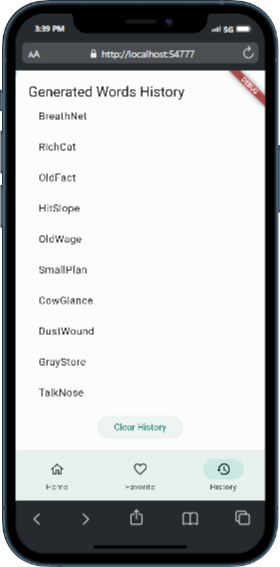 3:39 PM
5G
AA
http://localhost:54777
DEBUG
Generated Words History
BreathNet
RichCat
OldFact
HitSlope
OldWage
SmallPlan
CowGlance
DustWound
GrayStore
TalkNose
Clear History
Home
Favorite
History